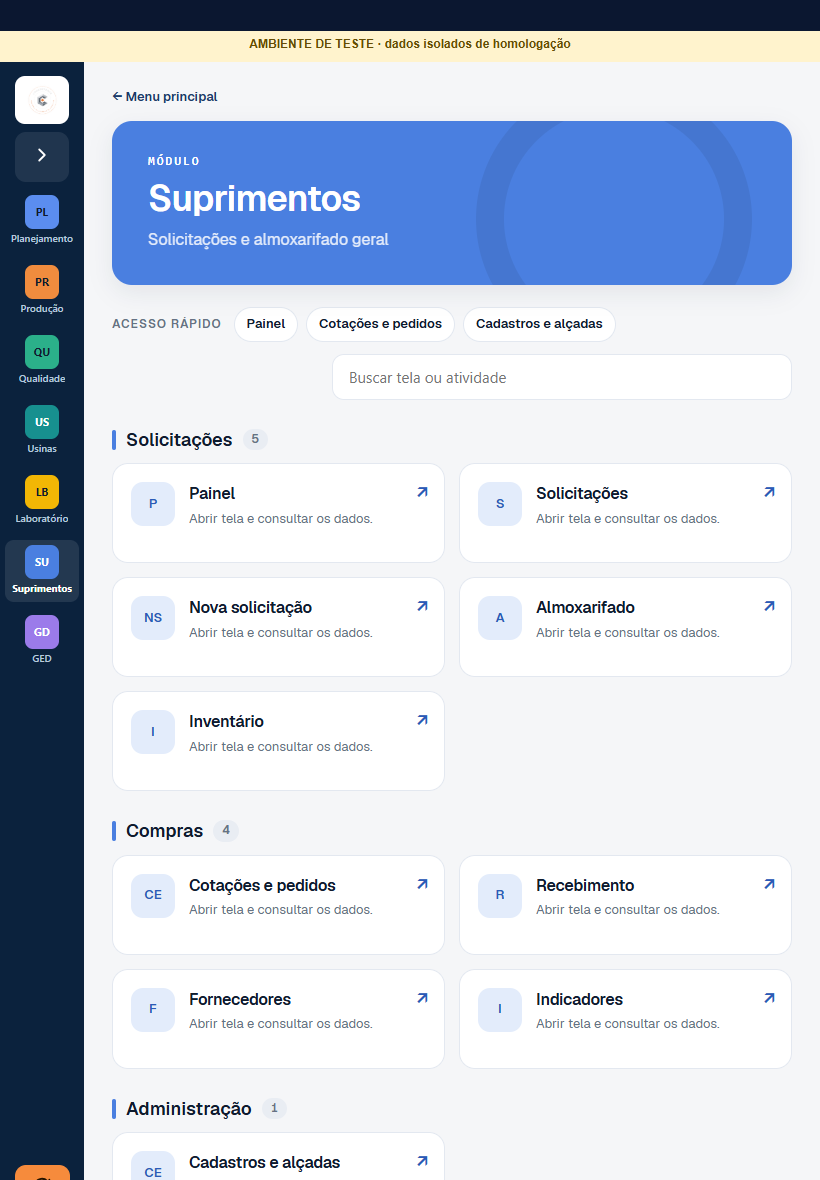 AMBIENTE DE TESTE · dados isolados de homologação
← Menu principal
MÓDULO
Suprimentos
Solicitações e almoxarifado geral
ACESSO RÁPIDO
Painel
Cotações e pedidos
Cadastros e alçadas
Buscar tela ou atividade
PL
Planejamento
PR
Produção
QU
Qualidade
US
Usinas
LB
Laboratório
SU
Suprimentos
GD
GED
Solicitações 5
P
Painel
Abrir tela e consultar os dados.
S
Solicitações
Abrir tela e consultar os dados.
NS
Nova solicitação
Abrir tela e consultar os dados.
A
Almoxarifado
Abrir tela e consultar os dados.
I
Inventário
Abrir tela e consultar os dados.
Compras 4
CE
Cotações e pedidos
Abrir tela e consultar os dados.
R
Recebimento
Abrir tela e consultar os dados.
F
Fornecedores
Abrir tela e consultar os dados.
I
Indicadores
Abrir tela e consultar os dados.
Administração 1
CE
Cadastros e alçadas